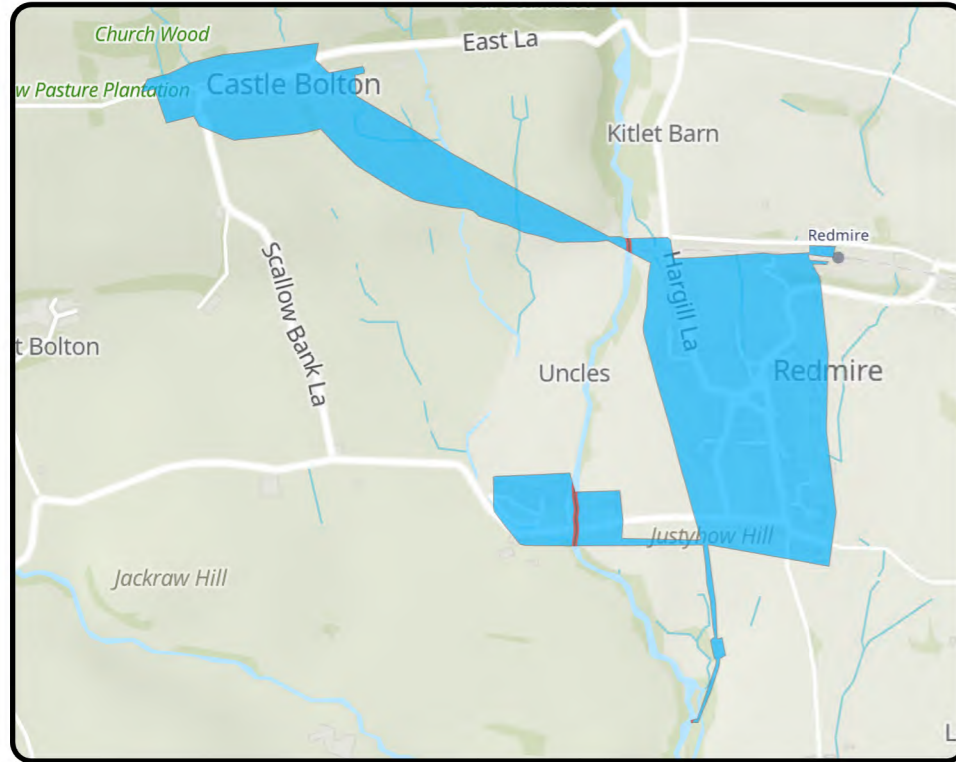 Church Wood
East La
w Pasture Plantation
Castle Bolton
Kitlet Barn
Redmire
Hargill La
Scallow Bank La
t Bolton
Uncles
Redmire
Justyhow Hill
Jackraw Hill
L